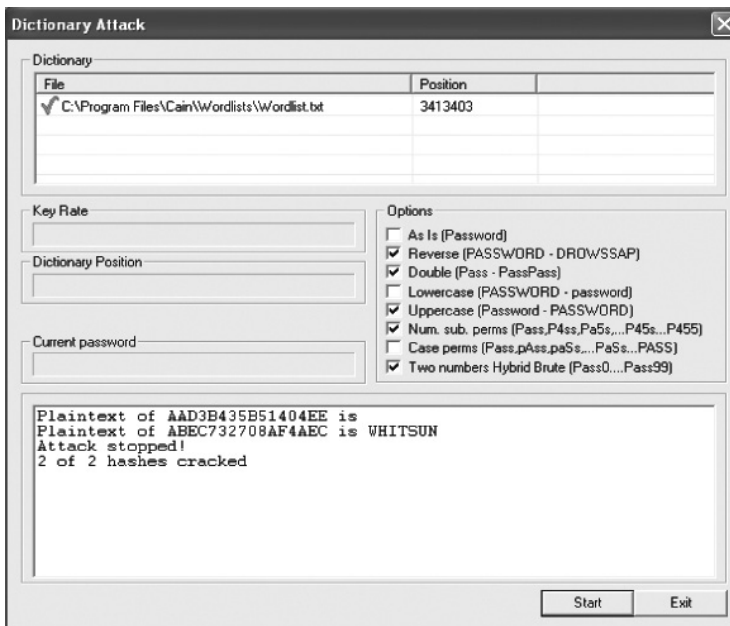 Dictionary Attack
Dictionary
File Position
C:\Program Files\Cain\Wordlists\Wordlist.txt 3413403
Key Rate
Dictionary Position
Current password
Options
As Is (Password)
Reverse (PASSWORD - DROWSSAP)
Double (Pass - PassPass)
Lowercase (PASSWORD - password)
Uppercase (Password - PASSWORD)
Num. sub. perms (Pass,P4ss,Pa5s,...P45s...P455)
Case perms (Pass,pAss,paSs,...PaSs...PASS)
Two numbers Hybrid Brute (Pass0....Pass99)
Plaintext of AAD3B435B51404EE is
Plaintext of ABEC732708AF4AEC is WHITSUN
Attack stopped!
2 of 2 hashes cracked
Start Exit